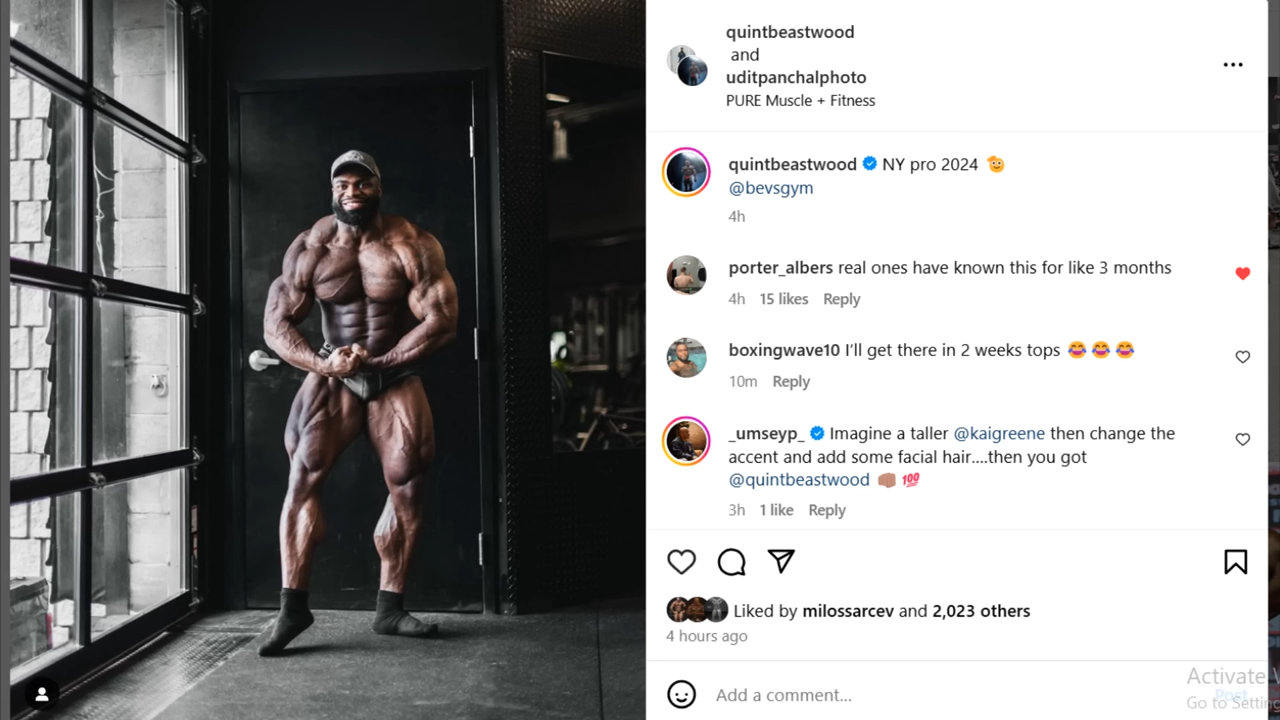 quintbeastwood
and
uditpanchalphoto
PURE Muscle + Fitness
quintbeastwood NY pro 2024 🫡
@bevsgym
4h
porter_albers real ones have known this for like 3 months
4h 15 likes Reply
boxingwave10 I'll get there in 2 weeks tops 😂 😂 😂
10m Reply
_umseyp_ Imagine a taller @kaigreene then change the
accent and add some facial hair....then you got
@quintbeastwood 👊🏽 💯
3h 1 like Reply
Liked by milossarcev and 2,023 others
4 hours ago
Add a comment...
Post
Activate
Go to Setting